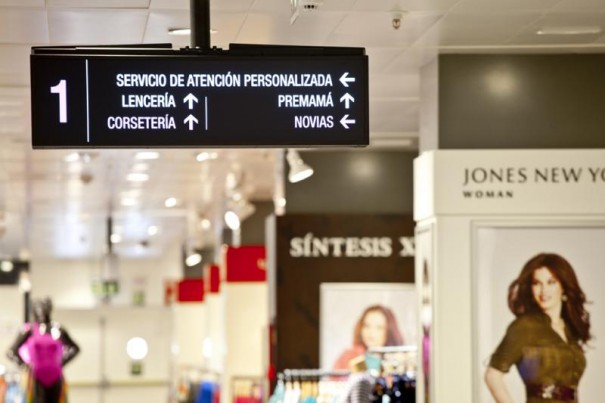 1
SERVICIO DE ATENCIÓN PERSONALIZADA ←
LENCERÍA ↑
PREMAMÁ ↑
CORSETERÍA ↑
NOVIAS ←
JONES NEW YO
WOMAN
SÍNTESIS X